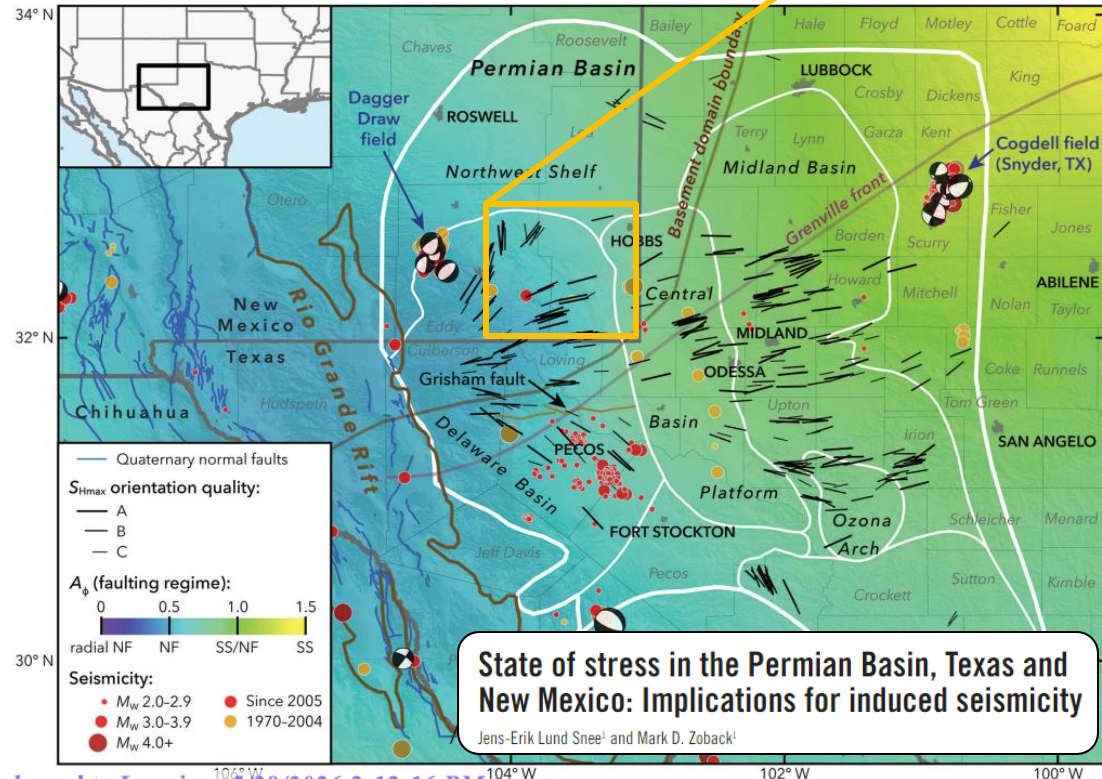 34° N
Bailey
Hale
Floyd
Motley
Cottle
Foard
Chaves
Roosevelt
Permian Basin
LUBBOCK
King
Crosby
Dickens
Dagger
Draw
field
ROSWELL
Lea
Basement domain boundary
Terry
Lynn
Garza
Kent
Cogdell field
(Snyder, TX)
Northwest Shelf
Midland Basin
Otero
Grenville front
Fisher
Jones
HOBBS
Borden
Scurry
New
Mexico
Rio Grande Rift
Central
Howard
Mitchell
ABILENE
Nolan
Taylor
32° N
Eddy
MIDLAND
Texas
Culberson
Loving
Grisham fault
ODESSA
Coke
Runnels
Chihuahua
Hudspeth
Delaware Basin
Basin
Upton
Tom Green
Irion
SAN ANGELO
PECOS
Platform
Ozona
Arch
Schleicher
Menard
FORT STOCKTON
Jeff Davis
Pecos
Crockett
Sutton
Kimble
Quaternary normal faults
SHmax orientation quality:
A
B
C
Aϕ (faulting regime):
0 0.5 1.0 1.5
radial NF NF SS/NF SS
Seismicity:
Mw 2.0–2.9
Since 2005
Mw 3.0–3.9
1970–2004
Mw 4.0+
30° N
State of stress in the Permian Basin, Texas and
New Mexico: Implications for induced seismicity
Jens-Erik Lund Snee¹ and Mark D. Zoback¹
106° W
104° W
102° W
100° W